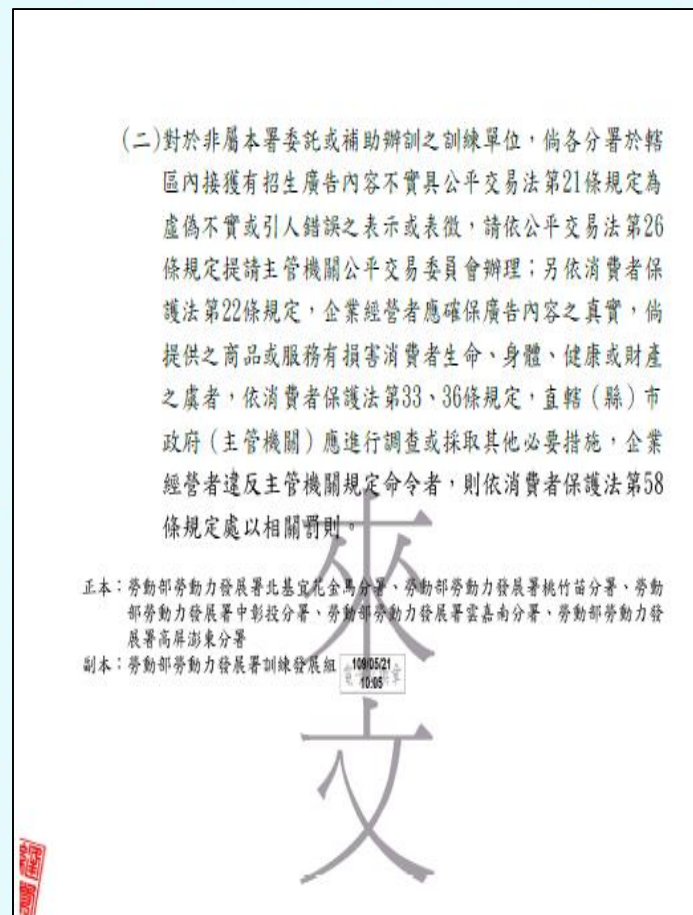 (二)對於非屬本署委託或補助辦訓之訓練單位，倘各分署於轄
區內接獲有招生廣告內容不實具公平交易法第21條規定為
虛偽不實或引人錯誤之表示或表徵，請依公平交易法第26
條規定提請主管機關公平交易委員會辦理；另依消費者保
護法第22條規定，企業經營者應確保廣告內容之真實，倘
提供之商品或服務有損害消費者生命、身體、健康或財產
之虞者，依消費者保護法第33、36條規定，直轄（縣）市
政府（主管機關）應進行調查或採取其他必要措施，企業
經營者違反主管機關規定命令者，則依消費者保護法第58
條規定處以相關罰則。
正本：勞動部勞動力發展署北基宜花金馬分署、勞動部勞動力發展署桃竹苗分署、勞動
部勞動力發展署中彰投分署、勞動部勞動力發展署雲嘉南分署、勞動部勞動力發
展署高屏澎東分署
副本：勞動部勞動力發展署訓練發展組
109/05/21
10:05
來文